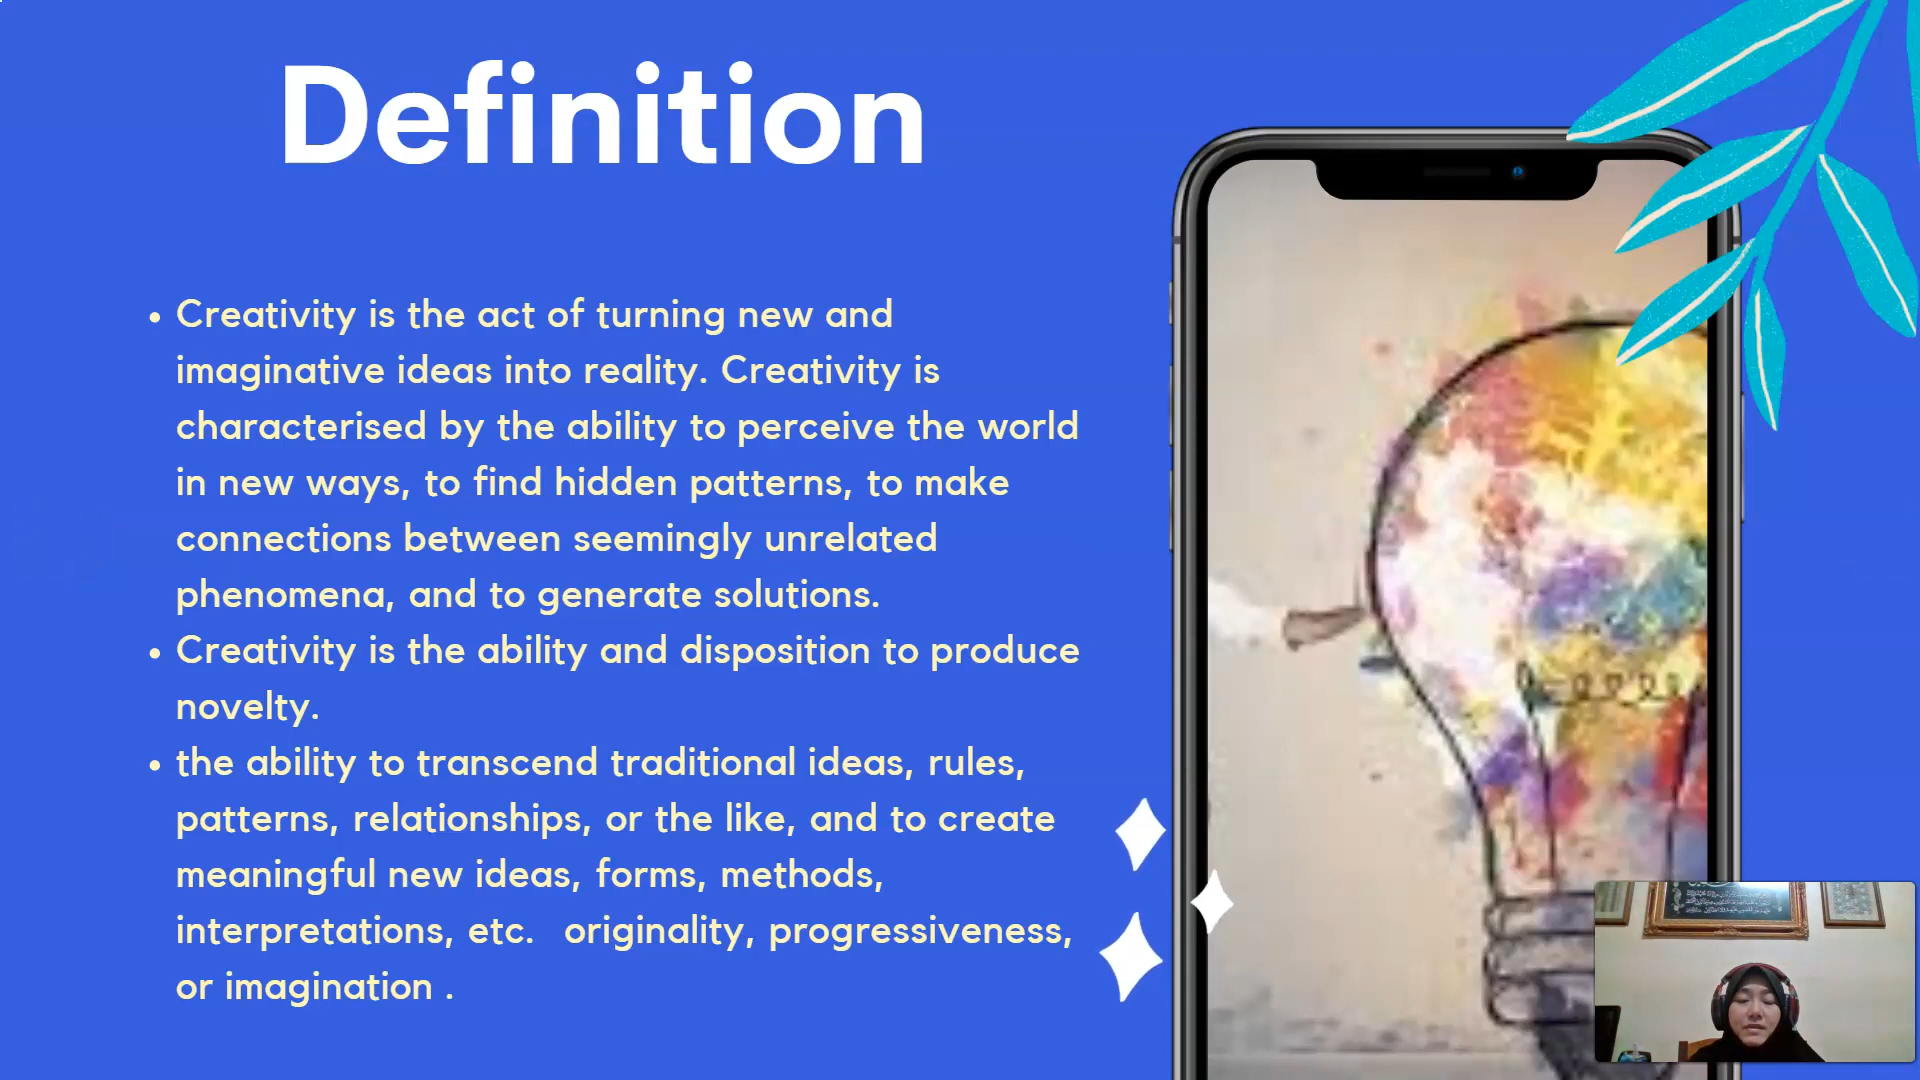 Definition
• Creativity is the act of turning new and
imaginative ideas into reality. Creativity is
characterised by the ability to perceive the world
in new ways, to find hidden patterns, to make
connections between seemingly unrelated
phenomena, and to generate solutions.
• Creativity is the ability and disposition to produce
novelty.
• the ability to transcend traditional ideas, rules,
patterns, relationships, or the like, and to create
meaningful new ideas, forms, methods,
interpretations, etc.  originality, progressiveness,
or imagination .